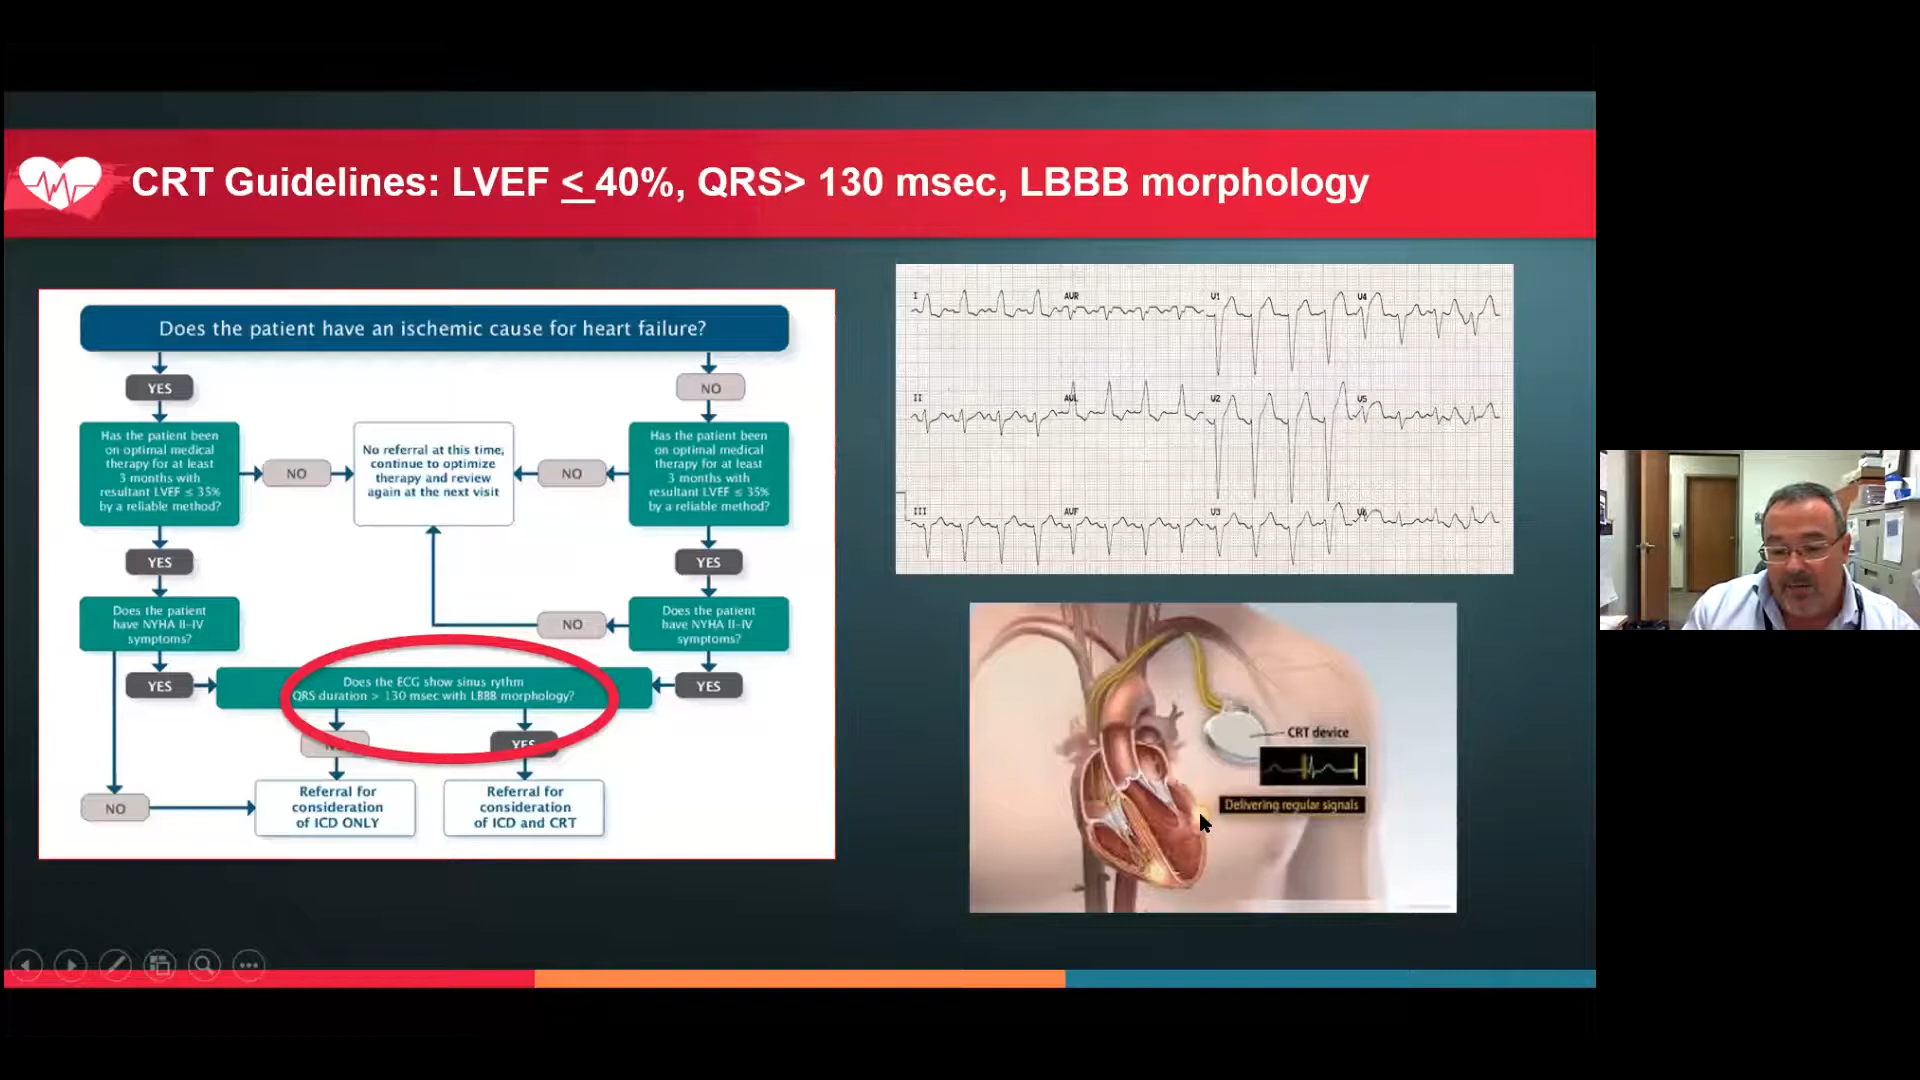 CRT Guidelines: LVEF ≤ 40%, QRS> 130 msec, LBBB morphology
Does the patient have an ischemic cause for heart failure?
YES
NO
Has the patient been
on optimal medical
therapy for at least
3 months with
resultant LVEF ≤ 35%
by a reliable method?
NO
No referral at this time,
continue to optimize
therapy and review
again at the next visit
NO
Has the patient been
on optimal medical
therapy for at least
3 months with
resultant LVEF ≤ 35%
by a reliable method?
YES
YES
Does the patient
have NYHA II-IV
symptoms?
NO
Does the patient
have NYHA II-IV
symptoms?
YES
Does the ECG show sinus rythm
QRS duration > 130 msec with LBBB morphology?
YES
NO
YES
NO
Referral for
consideration
of ICD ONLY
Referral for
consideration
of ICD and CRT
I
AVR
V1
V4
II
AVL
V2
V5
III
AVF
V3
V6
CRT device
Delivering regular signals